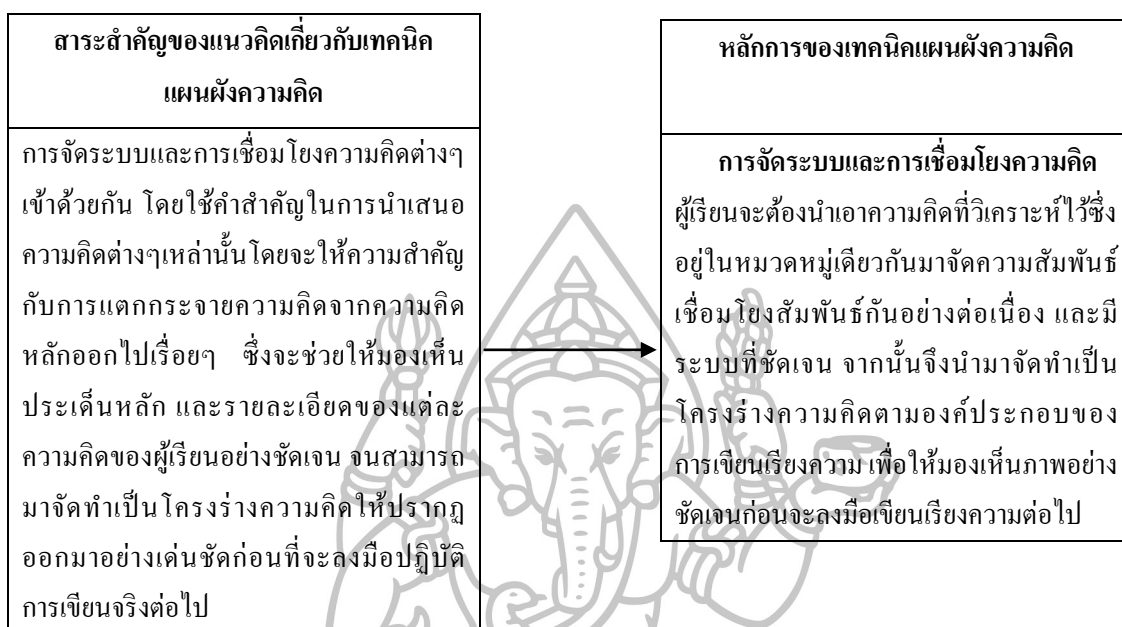 สาระสำคัญของแนวคิดเกี่ยวกับเทคนิค
แผนผังความคิด
การจัดระบบและการเชื่อมโยงความคิดต่างๆ
เข้าด้วยกัน โดยใช้คำสำคัญในการนำเสนอ
ความคิดต่างๆเหล่านั้นโดยจะให้ความสำคัญ
กับการแตกกระจายความคิดจากความคิด
หลักออกไปเรื่อยๆ ซึ่งจะช่วยให้มองเห็น
ประเด็นหลัก และรายละเอียดของแต่ละ
ความคิดของผู้เรียนอย่างชัดเจน จนสามารถ
มาจัดทำเป็นโครงร่างความคิดให้ปรากฏ
ออกมาอย่างเด่นชัดก่อนที่จะลงมือปฏิบัติ
การเขียนจริงต่อไป
หลักการของเทคนิคแผนผังความคิด
การจัดระบบและการเชื่อมโยงความคิด
ผู้เรียนจะต้องนำเอาความคิดที่วิเคราะห์ไว้ซึ่ง
อยู่ในหมวดหมู่เดียวกันมาจัดความสัมพันธ์
เชื่อมโยงสัมพันธ์กันอย่างต่อเนื่อง และมี
ระบบที่ชัดเจน จากนั้นจึงนำมาจัดทำเป็น
โครงร่างความคิดตามองค์ประกอบของ
การเขียนเรียงความ เพื่อให้มองเห็นภาพอย่าง
ชัดเจนก่อนจะลงมือเขียนเรียงความต่อไป